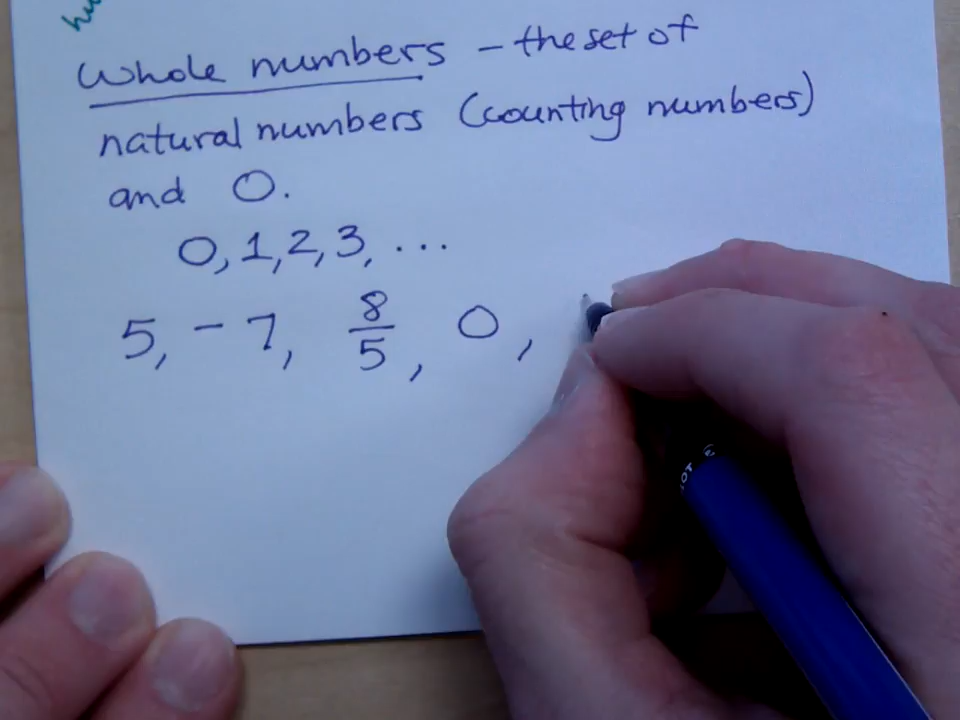 Whole numbers - the set of
natural numbers (counting numbers)
and 0.
0, 1, 2, 3, ...
5, -7, 8/5, 0,